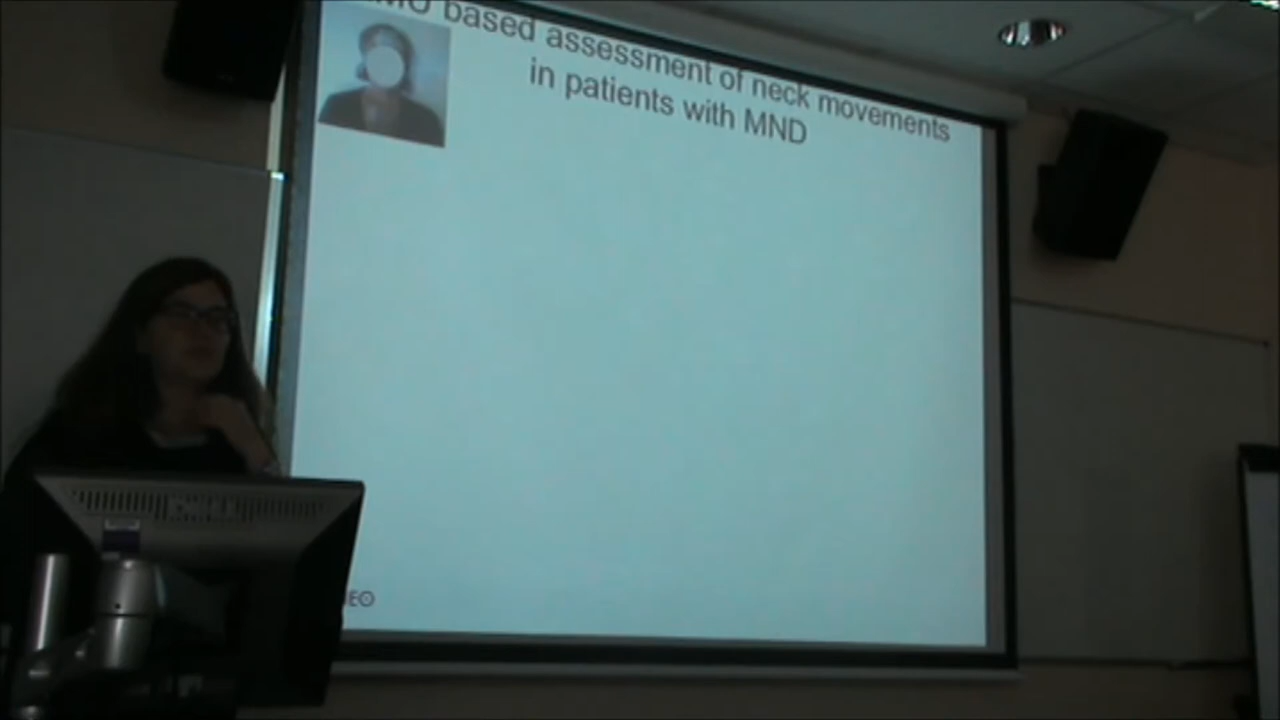 based assessment of neck movements
in patients with MND